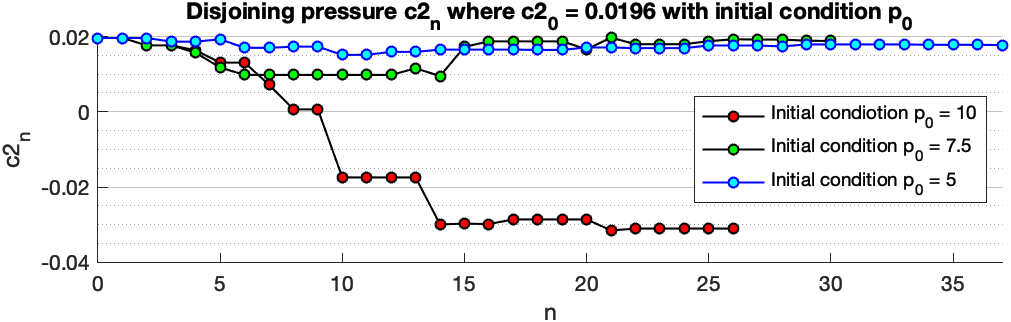 Disjoining pressure c2n where c20 = 0.0196 with initial condition p0
0.02
0
-0.02
-0.04
c2n
Initial condiotion p0 = 10
Initial condition p0 = 7.5
Initial condition p0 = 5
0 5 10 15 20 25 30 35
n